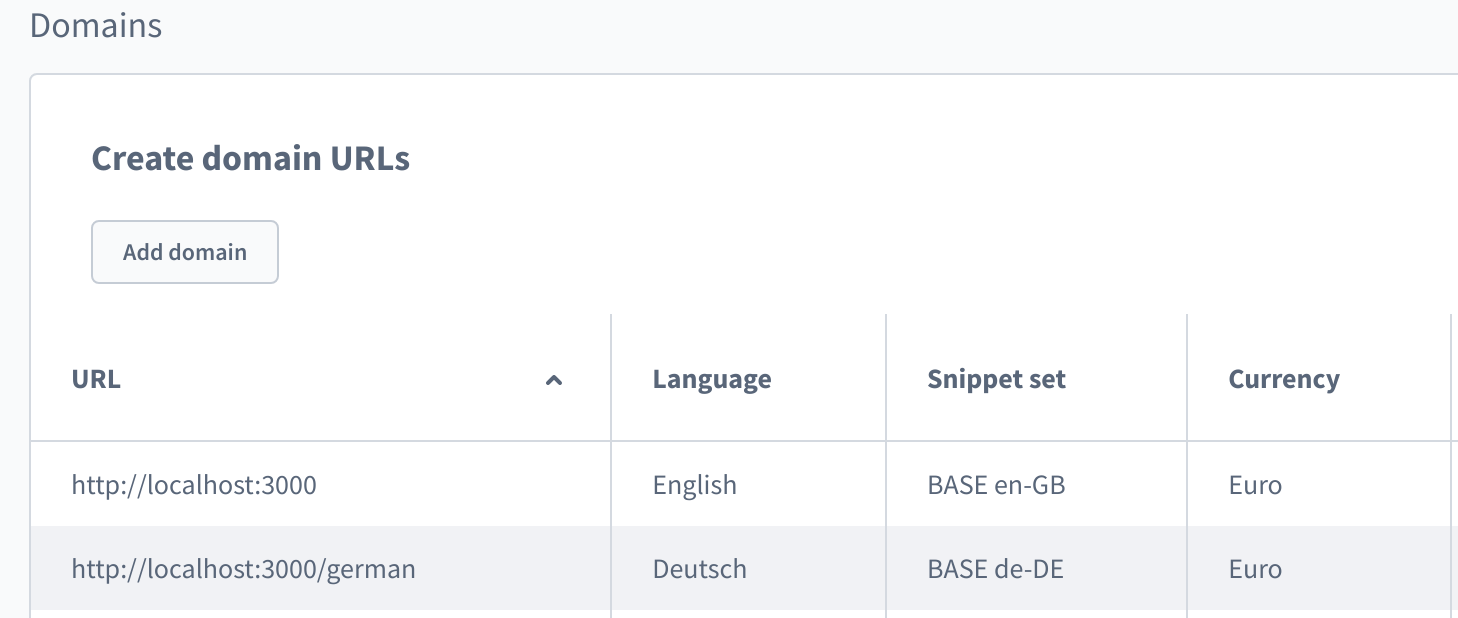 Domains
Create domain URLs
Add domain
URL Language Snippet set Currency
http://localhost:3000 English BASE en-GB Euro
http://localhost:3000/german Deutsch BASE de-DE Euro